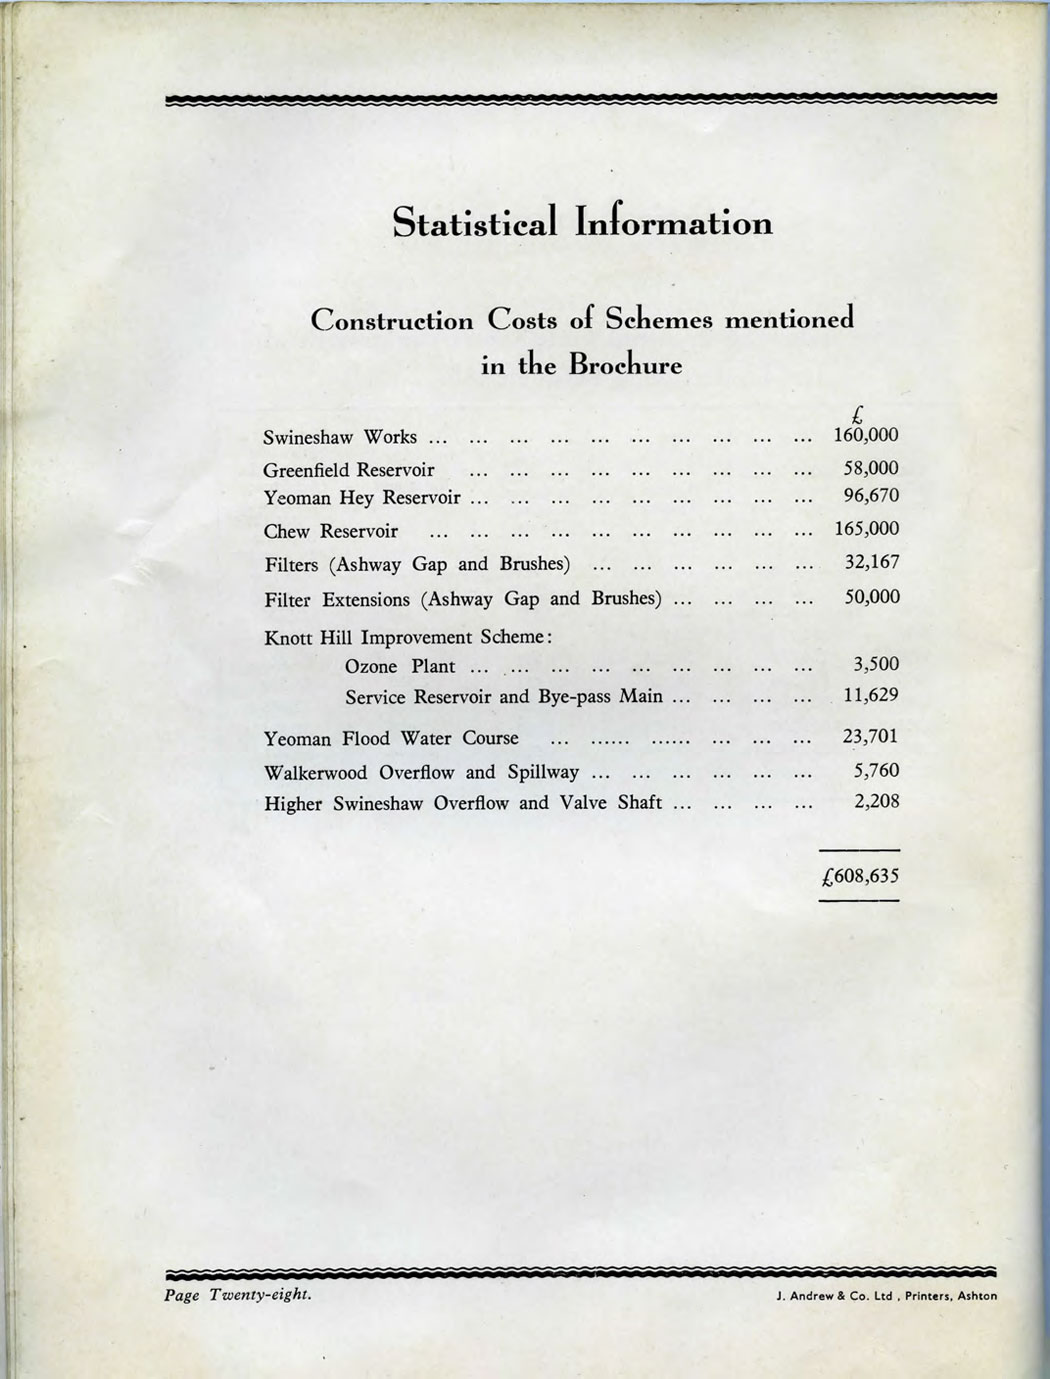 Statistical Information
Construction Costs of Schemes mentioned
in the Brochure
£
Swineshaw Works ... ... ... ... ... ... ... ... ... ... 160,000
Greenfield Reservoir ... ... ... ... ... ... ... ... ... 58,000
Yeoman Hey Reservoir ... ... ... ... ... ... ... ... ... 96,670
Chew Reservoir ... ... ... ... ... ... ... ... ... ... 165,000
Filters (Ashway Gap and Brushes) ... ... ... ... ... ... 32,167
Filter Extensions (Ashway Gap and Brushes) ... ... ... ... 50,000
Knott Hill Improvement Scheme:
Ozone Plant ... ... ... ... ... ... ... ... ... 3,500
Service Reservoir and Bye-pass Main ... ... ... ... 11,629
Yeoman Flood Water Course ... ...... ...... ... ... ... 23,701
Walkerwood Overflow and Spillway ... ... ... ... ... ... 5,760
Higher Swineshaw Overflow and Valve Shaft ... ... ... ... 2,208
£608,635
Page Twenty-eight.
J. Andrew & Co. Ltd , Printers, Ashton